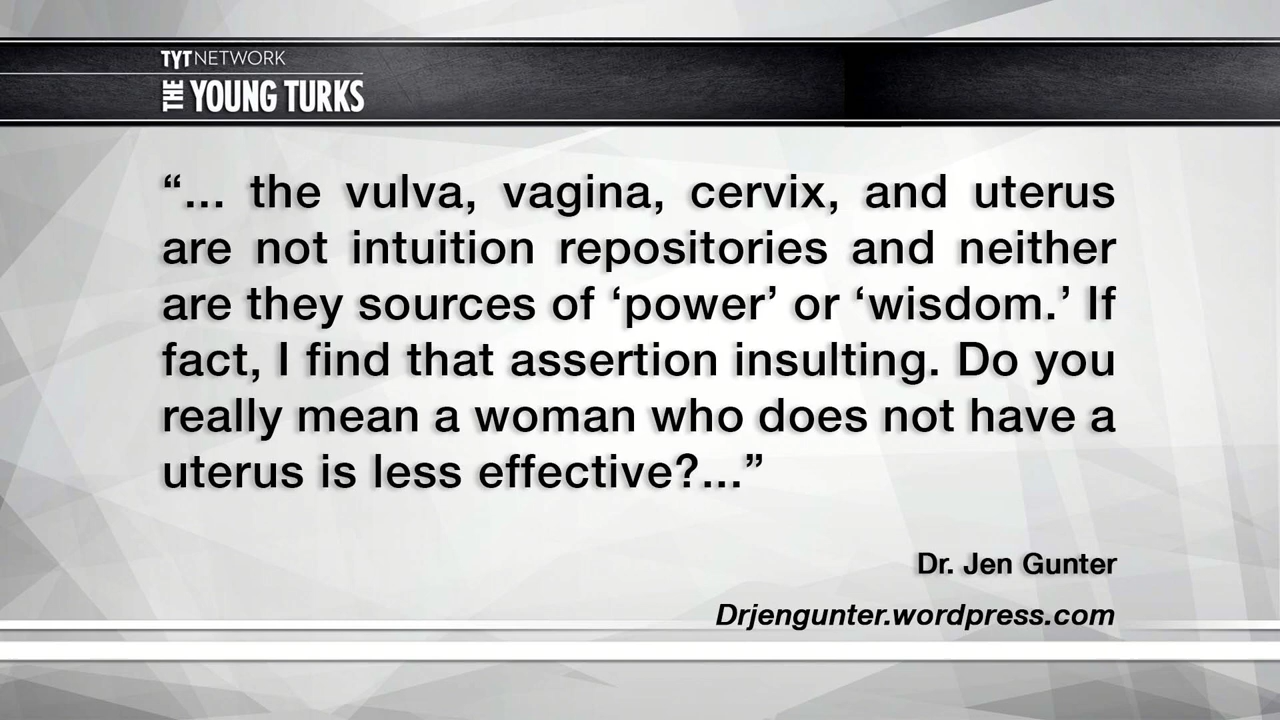 TYT NETWORK
THE YOUNG TURKS
“... the vulva, vagina, cervix, and uterus
are not intuition repositories and neither
are they sources of ‘power’ or ‘wisdom.’ If
fact, I find that assertion insulting. Do you
really mean a woman who does not have a
uterus is less effective?...”
Dr. Jen Gunter
Drjengunter.wordpress.com